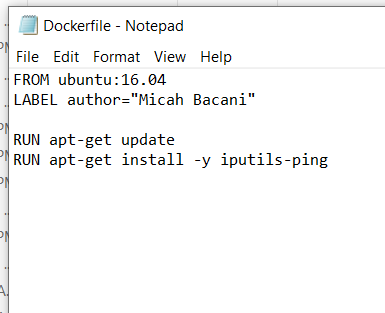 Dockerfile - Notepad
File Edit Format View Help
FROM ubuntu:16.04
LABEL author="Micah Bacani"
RUN apt-get update
RUN apt-get install -y iputils-ping